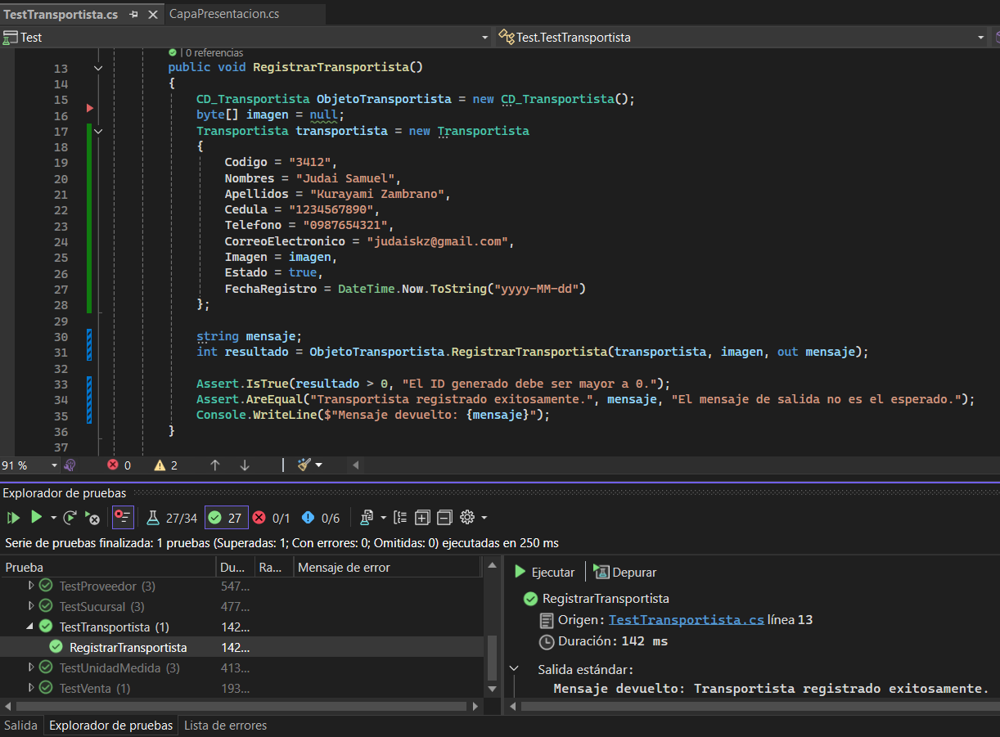 TestTransportista.cs
CapaPresentacion.cs
Test
Test.TestTransportista
0 referencias
13 public void RegistrarTransportista()
14 {
15 CD_Transportista ObjetoTransportista = new CD_Transportista();
16 byte[] imagen = null;
17 Transportista transportista = new Transportista
18 {
19 Codigo = "3412",
20 Nombres = "Judai Samuel",
21 Apellidos = "Kurayami Zambrano",
22 Cedula = "1234567890",
23 Telefono = "0987654321",
24 CorreoElectronico = "judaiskz@gmail.com",
25 Imagen = imagen,
26 Estado = true,
27 FechaRegistro = DateTime.Now.ToString("yyyy-MM-dd")
28 };
29
30 string mensaje;
31 int resultado = ObjetoTransportista.RegistrarTransportista(transportista, imagen, out mensaje);
32
33 Assert.IsTrue(resultado > 0, "El ID generado debe ser mayor a 0.");
34 Assert.AreEqual("Transportista registrado exitosamente.", mensaje, "El mensaje de salida no es el esperado.");
35 Console.WriteLine($"Mensaje devuelto: {mensaje}");
36 }
37
91 % 0 2
Explorador de pruebas
27/34 27 0/1 0/6
Serie de pruebas finalizada: 1 pruebas (Superadas: 1; Con errores: 0; Omitidas: 0) ejecutadas en 250 ms
Prueba Du... Ra... Mensaje de error
TestProveedor (3) 547...
TestSucursal (3) 477...
TestTransportista (1) 142...
RegistrarTransportista 142...
TestUnidadMedida (3) 413...
TestVenta (1) 193...
Ejecutar Depurar
RegistrarTransportista
Origen: TestTransportista.cs línea 13
Duración: 142 ms
Salida estándar:
Mensaje devuelto: Transportista registrado exitosamente.
Salida Explorador de pruebas Lista de errores